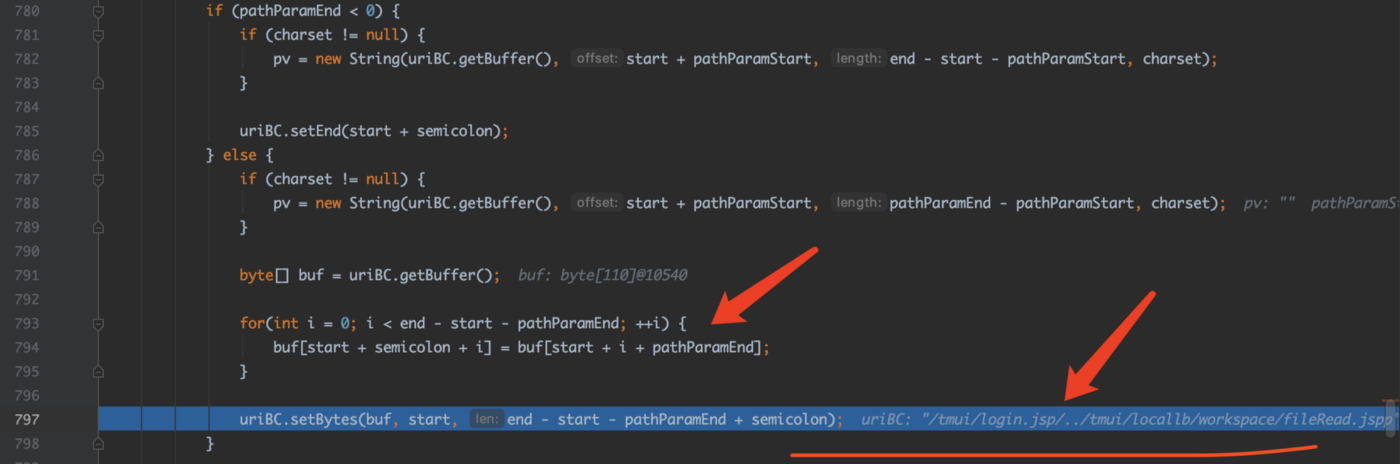 780 if (pathParamEnd < 0) {
781 if (charset != null) {
782 pv = new String(uriBC.getBuffer(), offset: start + pathParamStart, length: end - start - pathParamStart, charset);
783 }
784
785 uriBC.setEnd(start + semicolon);
786 } else {
787 if (charset != null) {
788 pv = new String(uriBC.getBuffer(), offset: start + pathParamStart, length: pathParamEnd - pathParamStart, charset); pv: "" pathParamS
789 }
790
791 byte[] buf = uriBC.getBuffer(); buf: byte[110]@10540
792
793 for(int i = 0; i < end - start - pathParamEnd; ++i) {
794 buf[start + semicolon + i] = buf[start + i + pathParamEnd];
795 }
796
797 uriBC.setBytes(buf, start, len: end - start - pathParamEnd + semicolon); uriBC: "/tmui/login.jsp/../tmui/locallb/workspace/fileRead.jspp
798 }